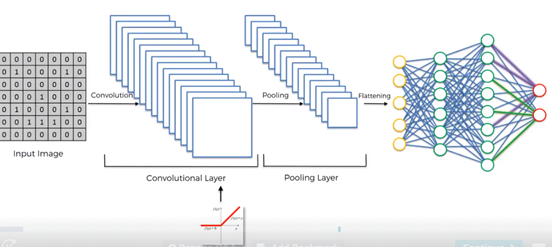 0 0 0 0 0 0 0
0 1 0 0 0 1 0
0 0 0 0 0 0 0
0 0 0 1 0 0 0
0 1 0 0 0 1 0
0 0 1 1 1 0 0
0 0 0 0 0 0 0
Convolution
Pooling
Flattening
Input Image
Convolutional Layer
Pooling Layer